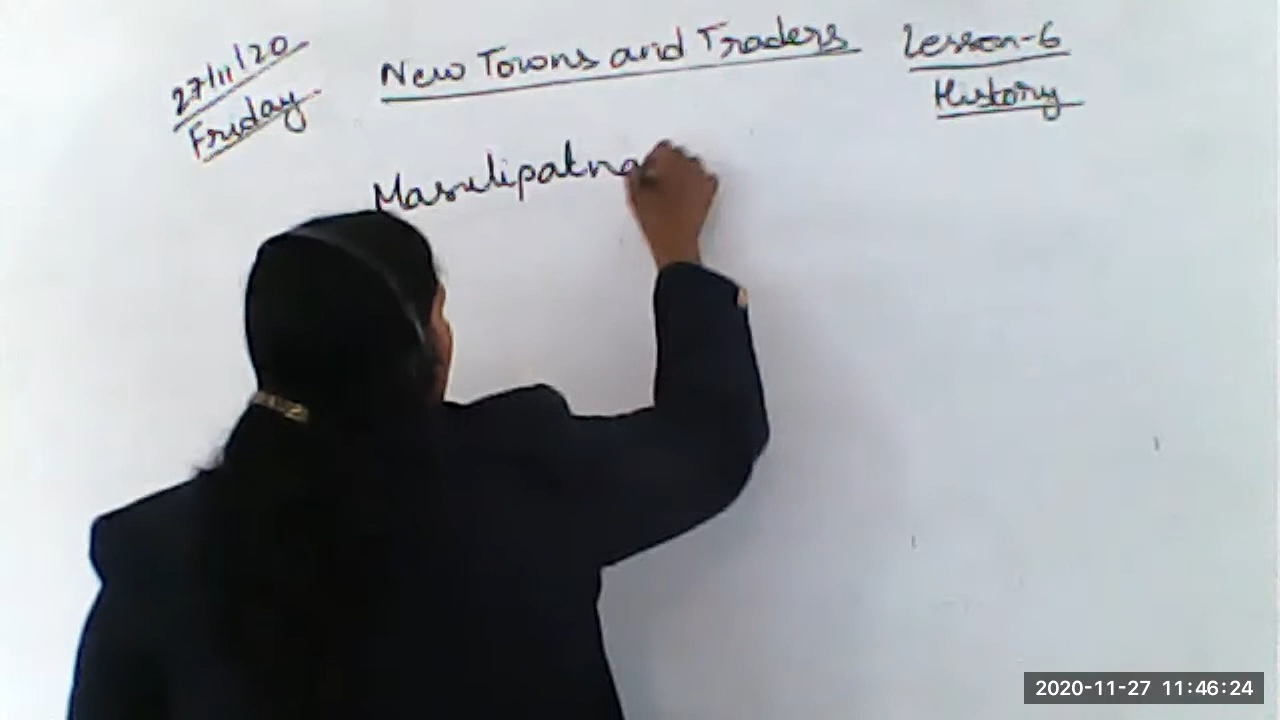 27/11/20
Friday
New Towns and Traders
Lesson-6
History
Masulipatna
2020-11-27 11:46:24